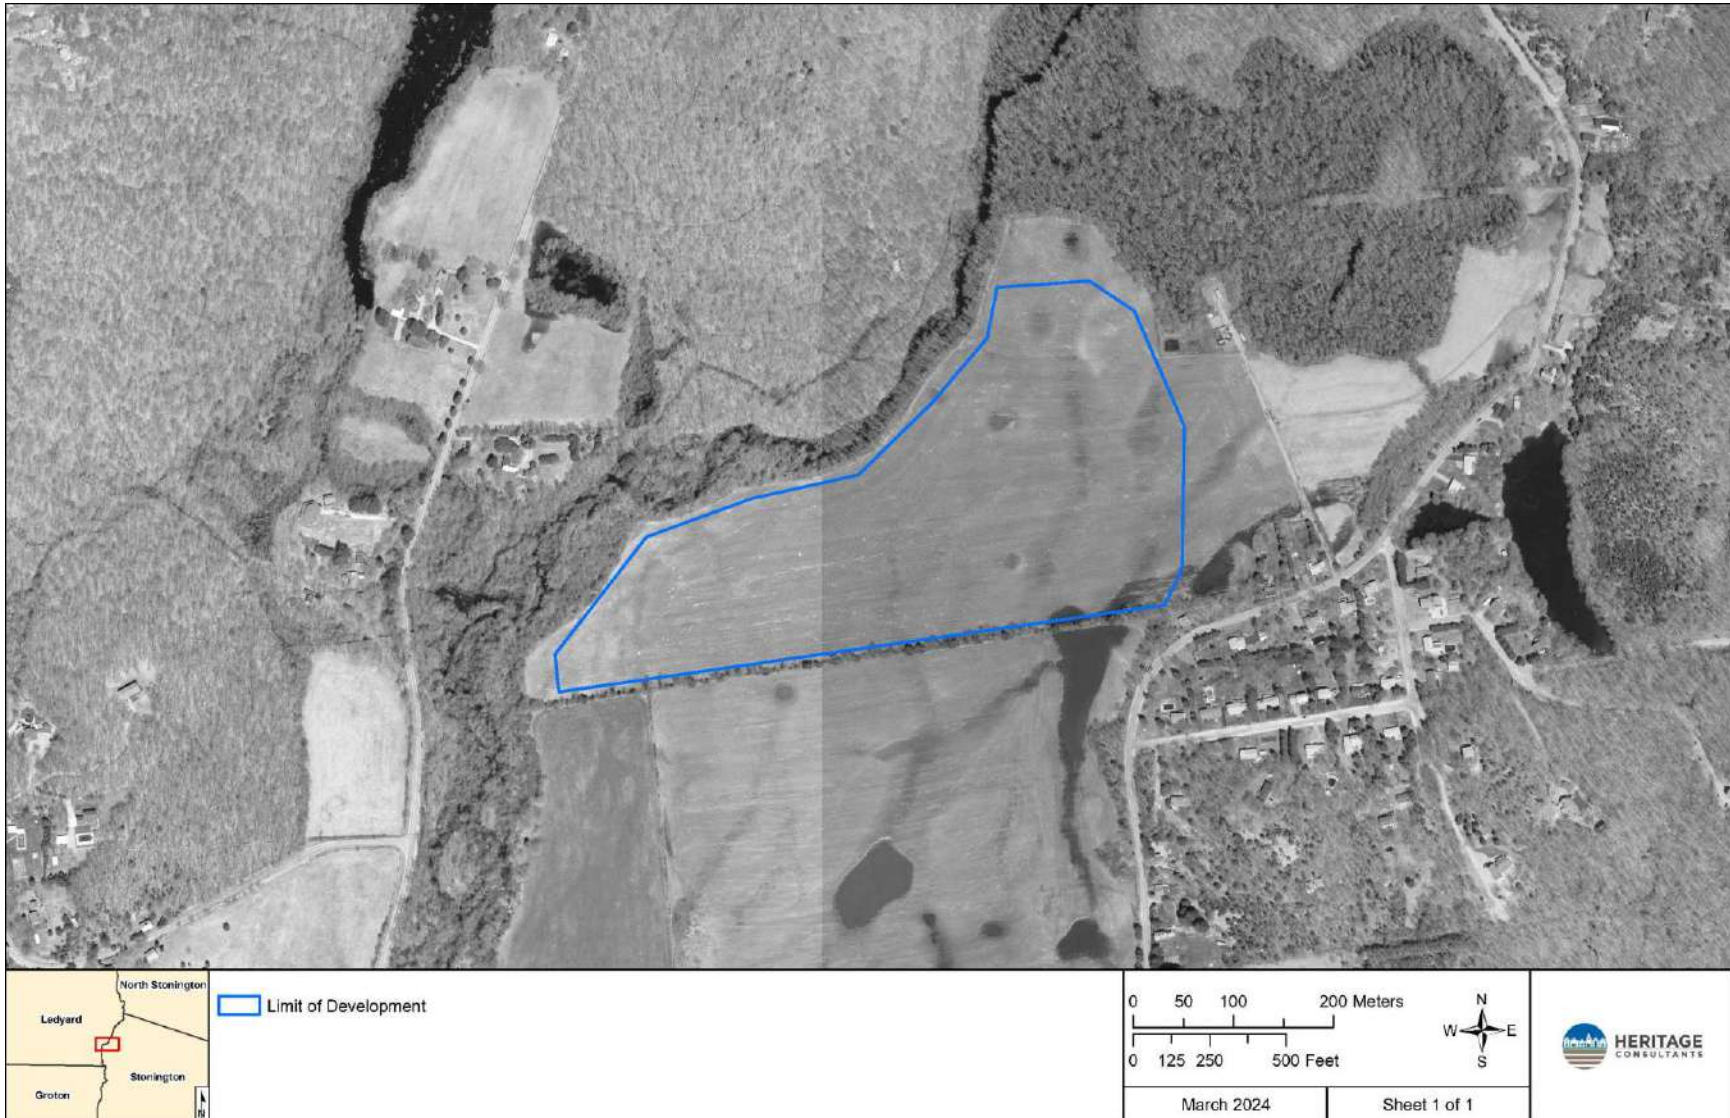 North Stonington
Ledyard
Stonington
Groton
N
Limit of Development
0 50 100 200 Meters
0 125 250 500 Feet
N
W E
S
March 2024
Sheet 1 of 1
HERITAGE
CONSULTANTS